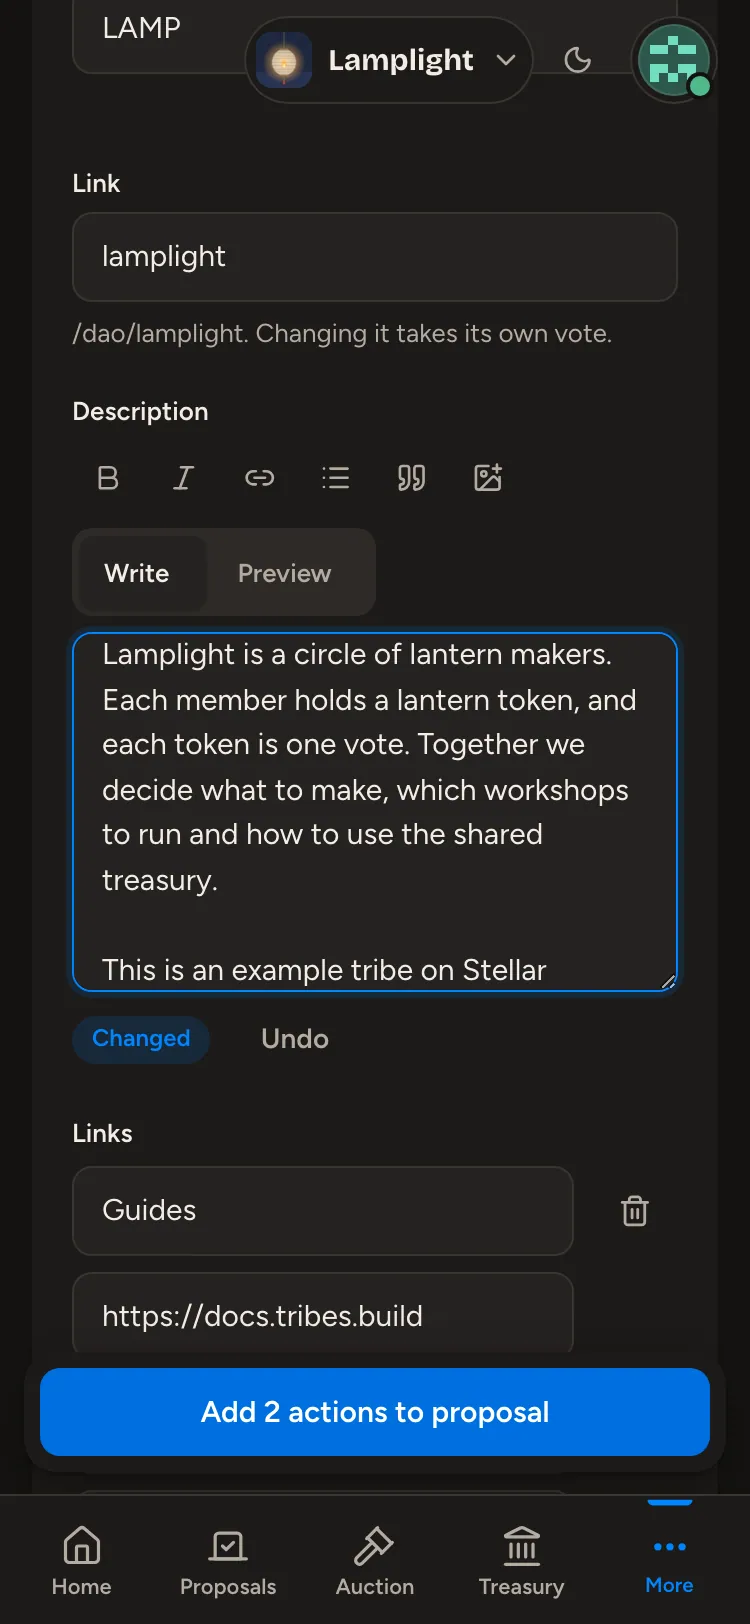 LAMP
Lamplight
Link
lamplight
/dao/lamplight. Changing it takes its own vote.
Description
Write
Preview
Lamplight is a circle of lantern makers.
Each member holds a lantern token, and
each token is one vote. Together we
decide what to make, which workshops
to run and how to use the shared
treasury.
This is an example tribe on Stellar
Changed
Undo
Links
Guides
https://docs.tribes.build
Add 2 actions to proposal
Home
Proposals
Auction
Treasury
More